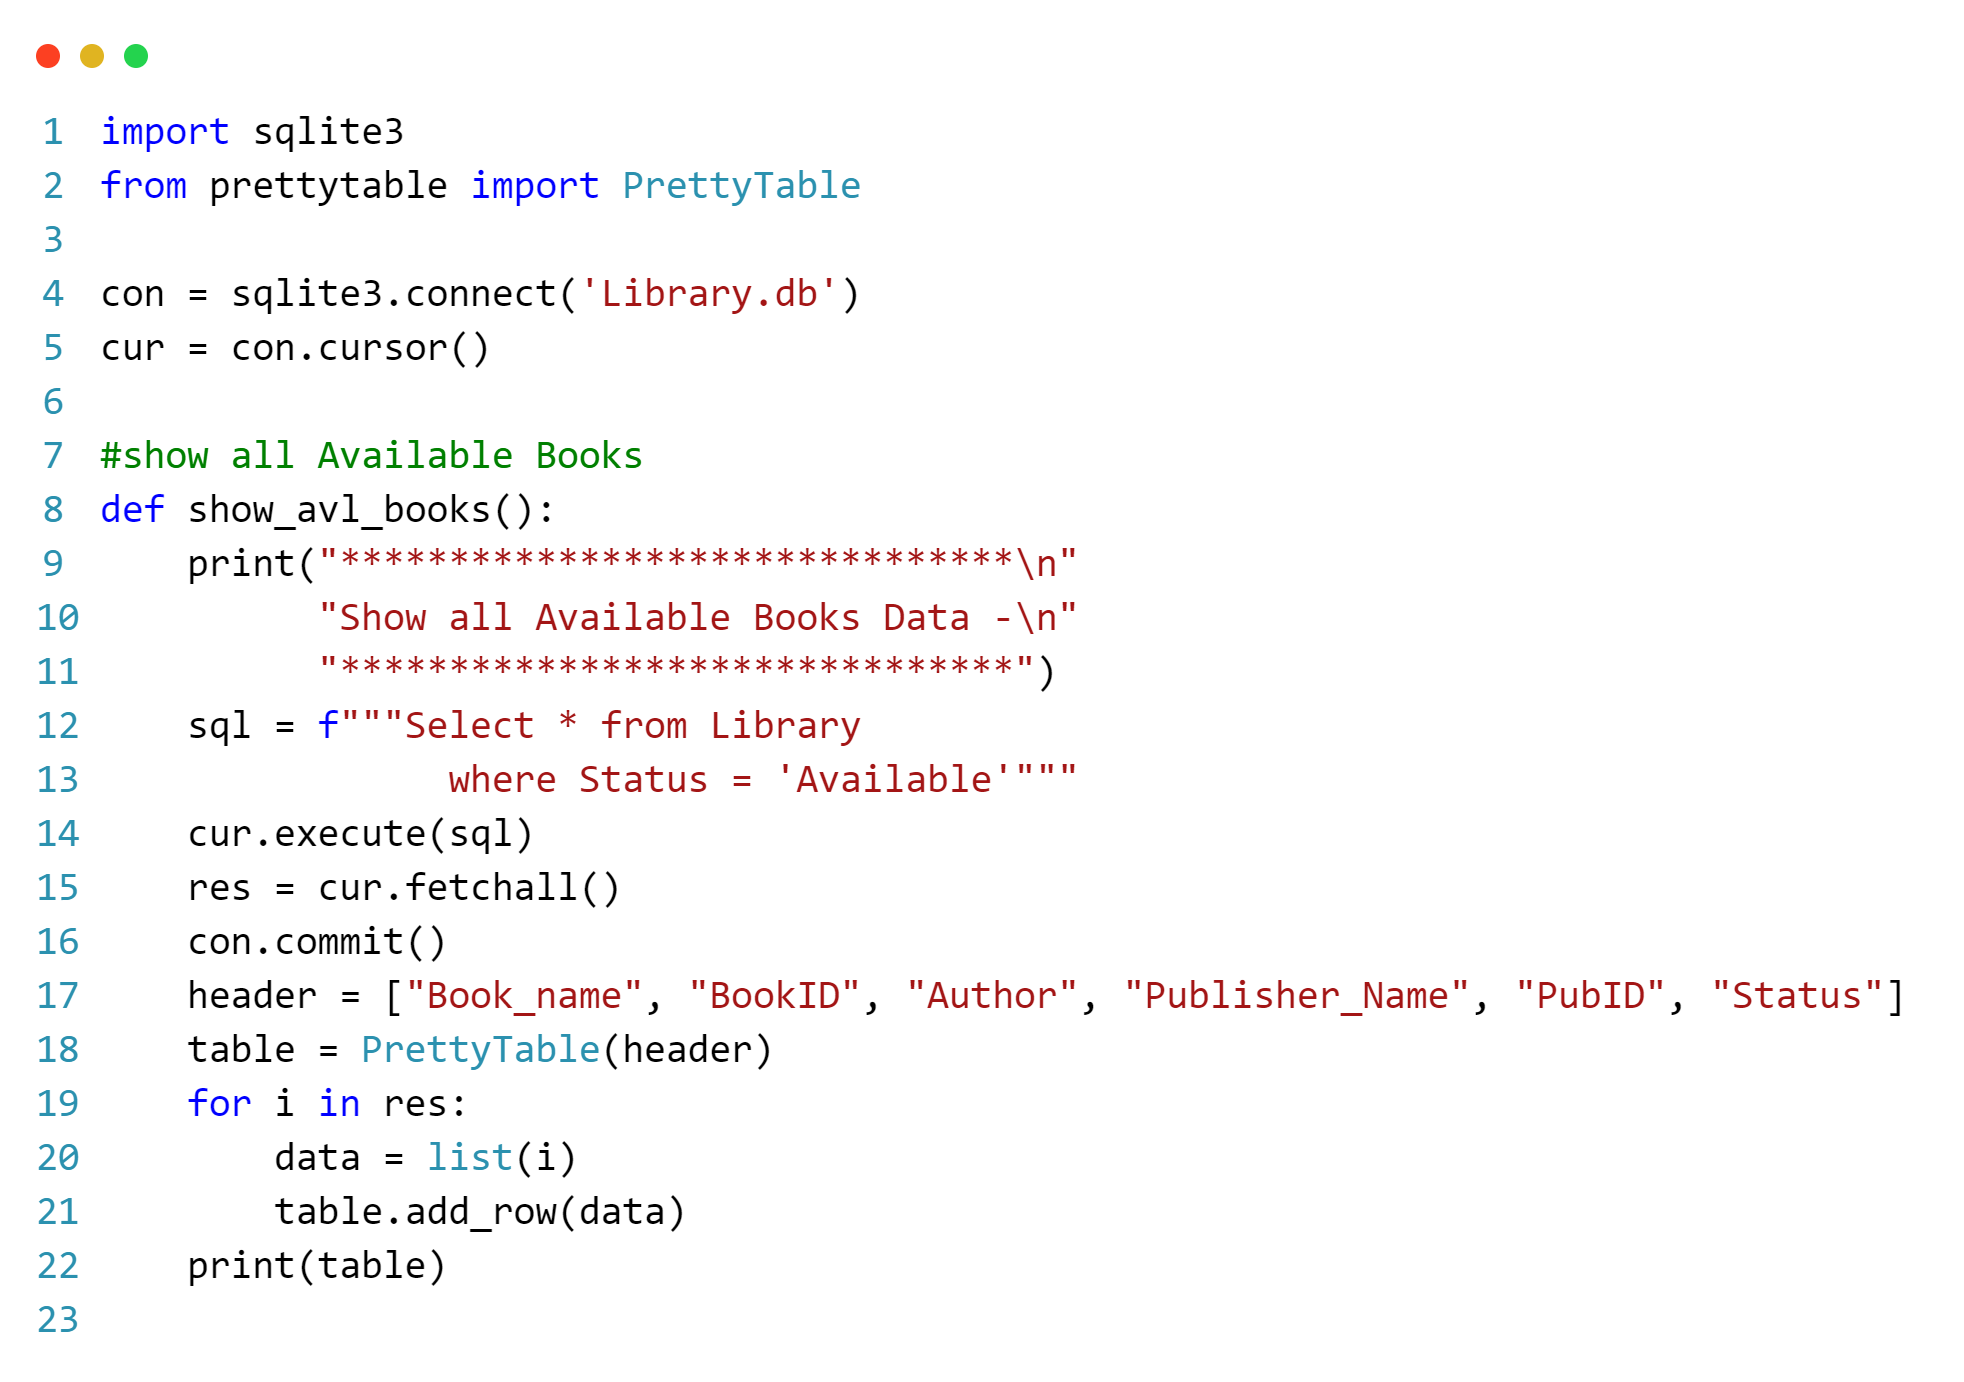 1 import sqlite3
2 from prettytable import PrettyTable
3
4 con = sqlite3.connect('Library.db')
5 cur = con.cursor()
6
7 #show all Available Books
8 def show_avl_books():
9     print("*******************************\n"
10           "Show all Available Books Data -\n"
11           "*******************************")
12     sql = f"""Select * from Library
13                 where Status = 'Available'"""
14     cur.execute(sql)
15     res = cur.fetchall()
16     con.commit()
17     header = ["Book_name", "BookID", "Author", "Publisher_Name", "PubID", "Status"]
18     table = PrettyTable(header)
19     for i in res:
20         data = list(i)
21         table.add_row(data)
22     print(table)
23